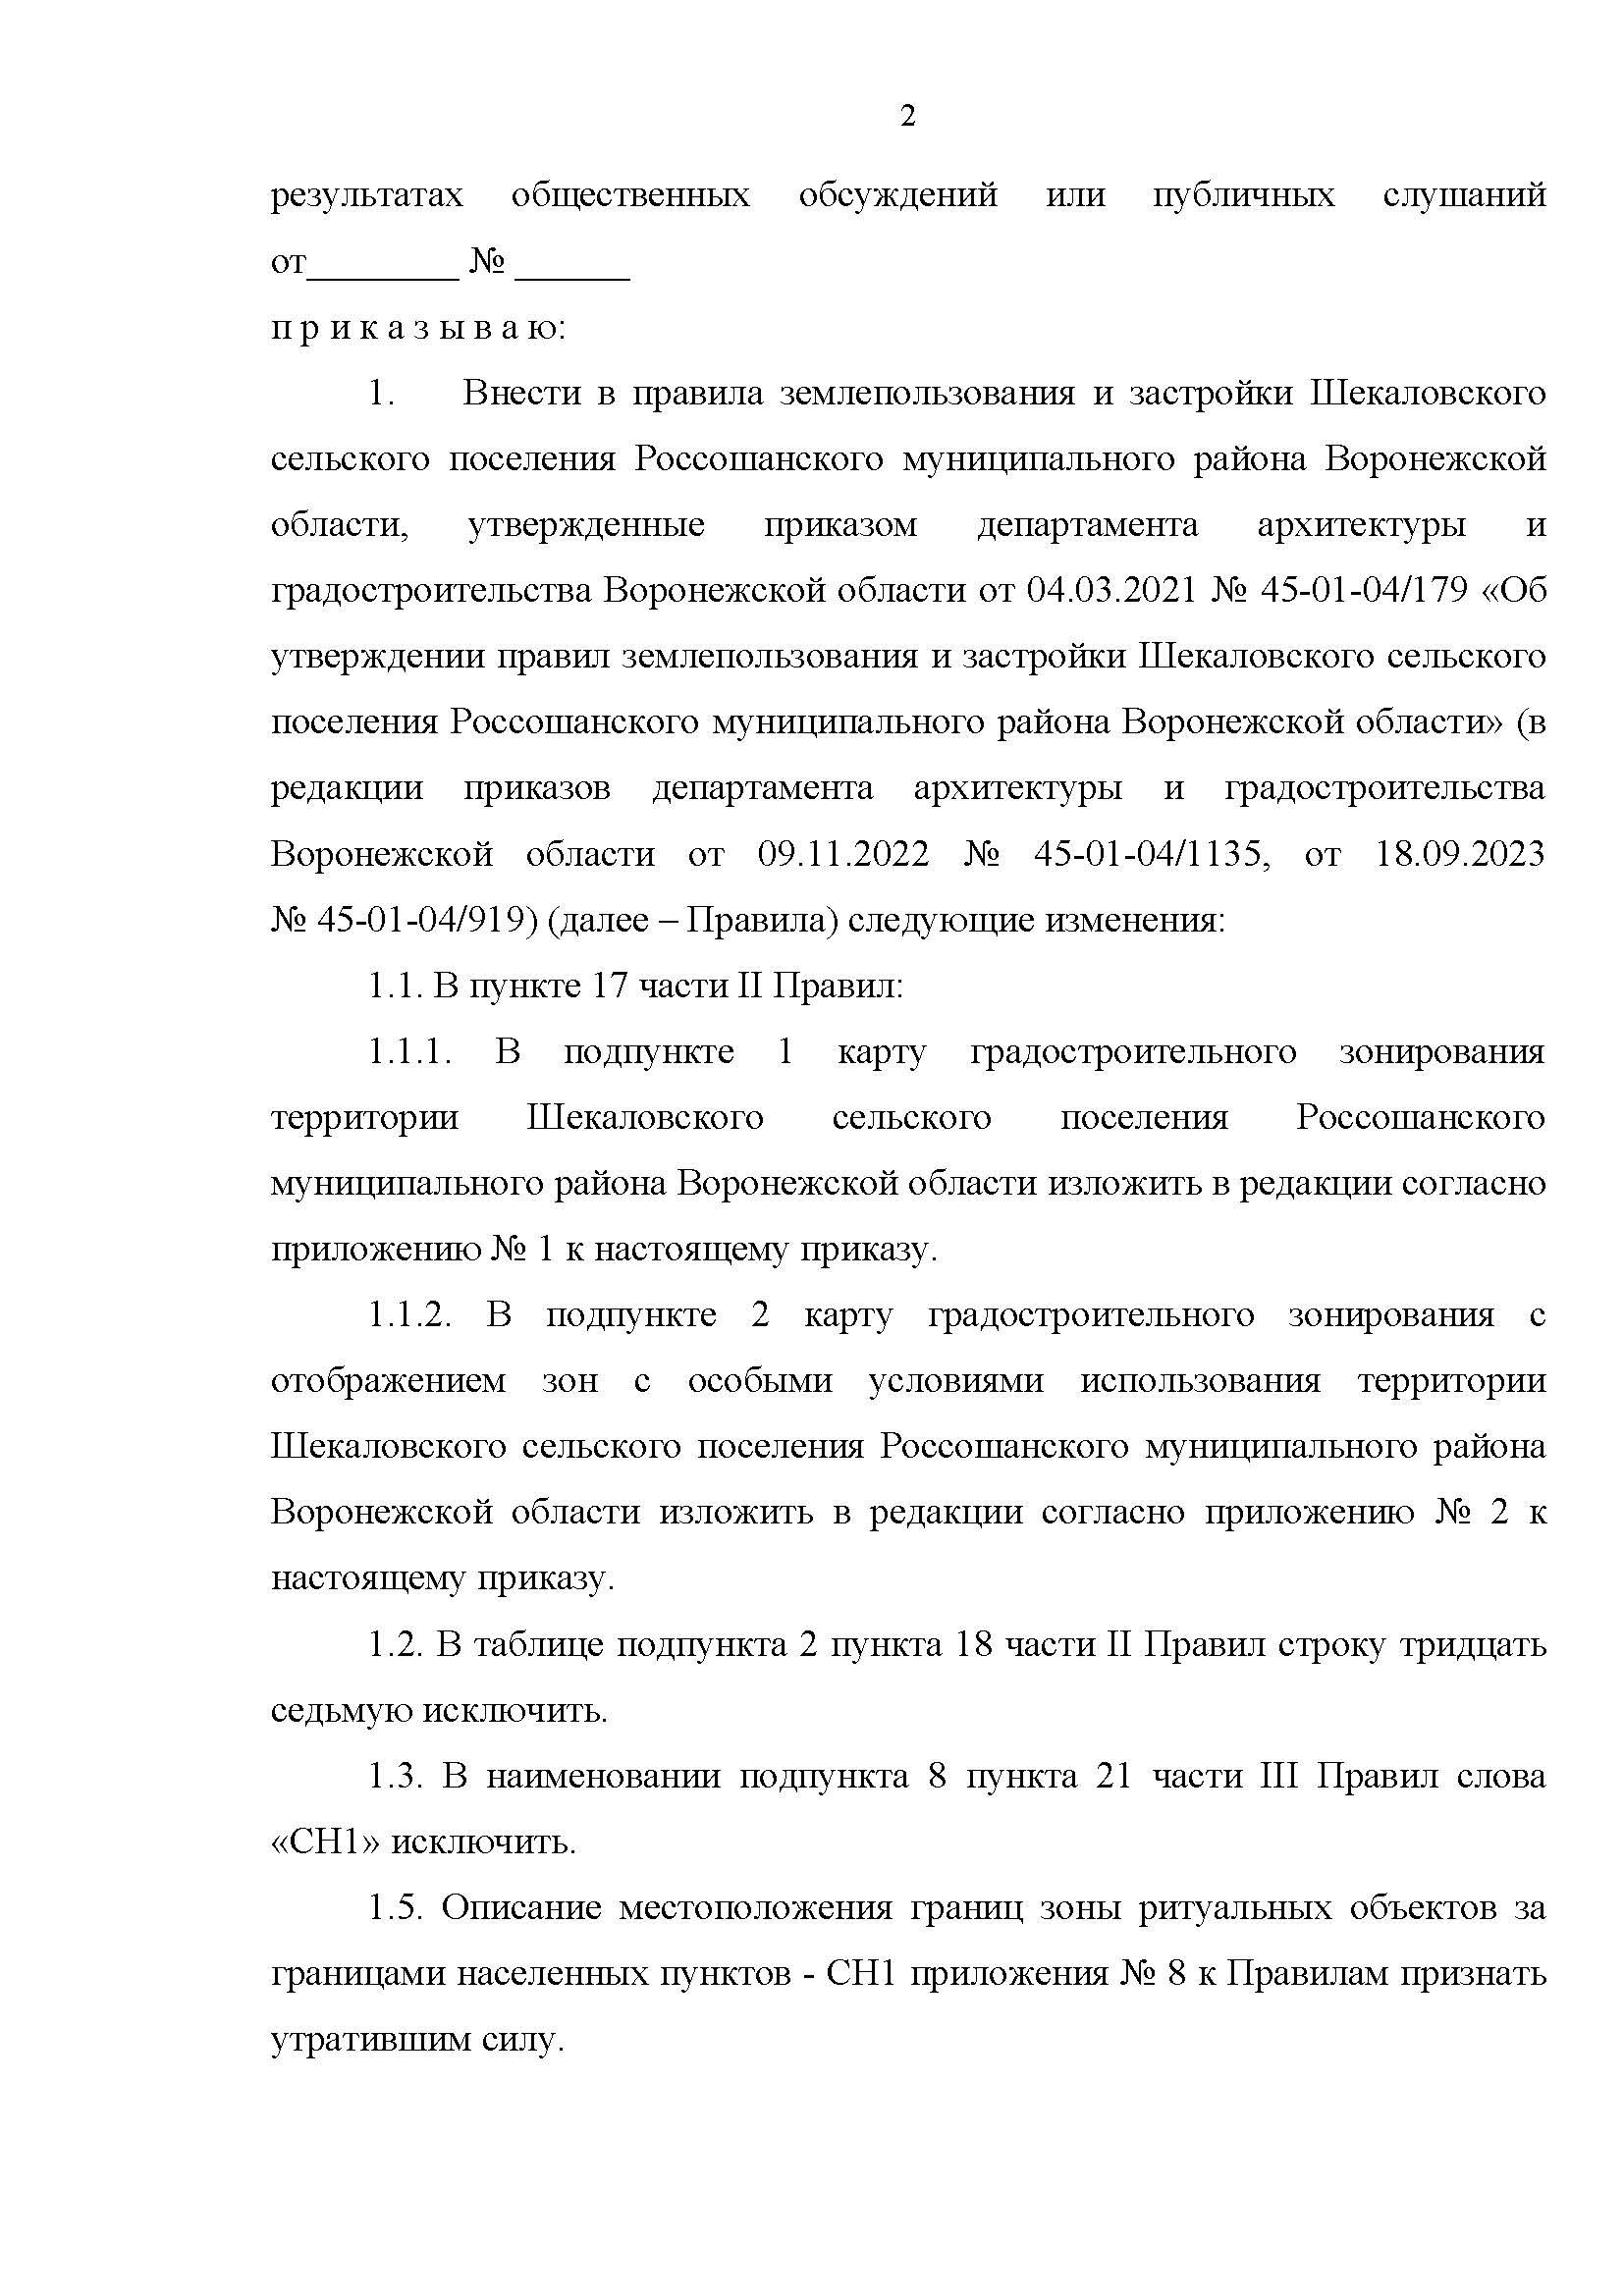 2
результатах общественных обсуждений или публичных слушаний
от________ № ______
п р и к а з ы в а ю:
1. Внести в правила землепользования и застройки Шекаловского
сельского поселения Россошанского муниципального района Воронежской
области, утвержденные приказом департамента архитектуры и
градостроительства Воронежской области от 04.03.2021 № 45-01-04/179 «Об
утверждении правил землепользования и застройки Шекаловского сельского
поселения Россошанского муниципального района Воронежской области» (в
редакции приказов департамента архитектуры и градостроительства
Воронежской области от 09.11.2022 № 45-01-04/1135, от 18.09.2023
№ 45-01-04/919) (далее – Правила) следующие изменения:
1.1. В пункте 17 части II Правил:
1.1.1. В подпункте 1 карту градостроительного зонирования
территории Шекаловского сельского поселения Россошанского
муниципального района Воронежской области изложить в редакции согласно
приложению № 1 к настоящему приказу.
1.1.2. В подпункте 2 карту градостроительного зонирования с
отображением зон с особыми условиями использования территории
Шекаловского сельского поселения Россошанского муниципального района
Воронежской области изложить в редакции согласно приложению № 2 к
настоящему приказу.
1.2. В таблице подпункта 2 пункта 18 части II Правил строку тридцать
седьмую исключить.
1.3. В наименовании подпункта 8 пункта 21 части III Правил слова
«СН1» исключить.
1.5. Описание местоположения границ зоны ритуальных объектов за
границами населенных пунктов - СН1 приложения № 8 к Правилам признать
утратившим силу.